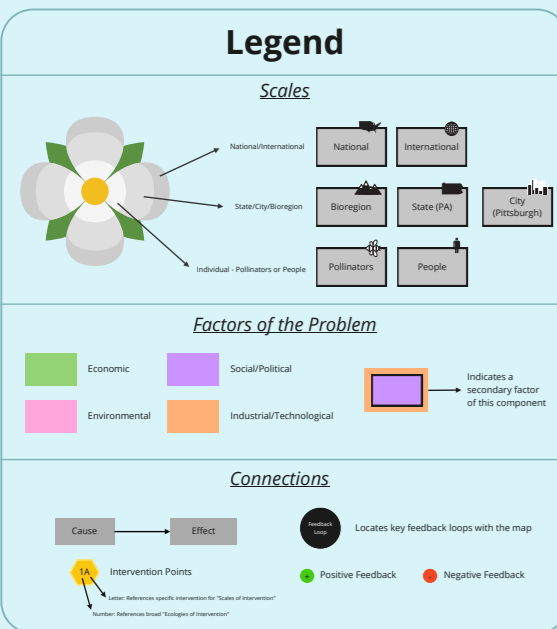 Legend
Scales
National/International
National
International
State/City/Bioregion
Bioregion
State (PA)
City
(Pittsburgh)
Individual - Pollinators or People
Pollinators
People
Factors of the Problem
Economic
Social/Political
Environmental
Industrial/Technological
Indicates a
secondary factor
of this component
Connections
Cause
Effect
Feedback
Loop
Locates key feedback loops with the map
1A
Intervention Points
Letter: References specific intervention for "Scales of Intervention"
Number: References broad "Ecologies of Intervention"
+ Positive Feedback
- Negative Feedback